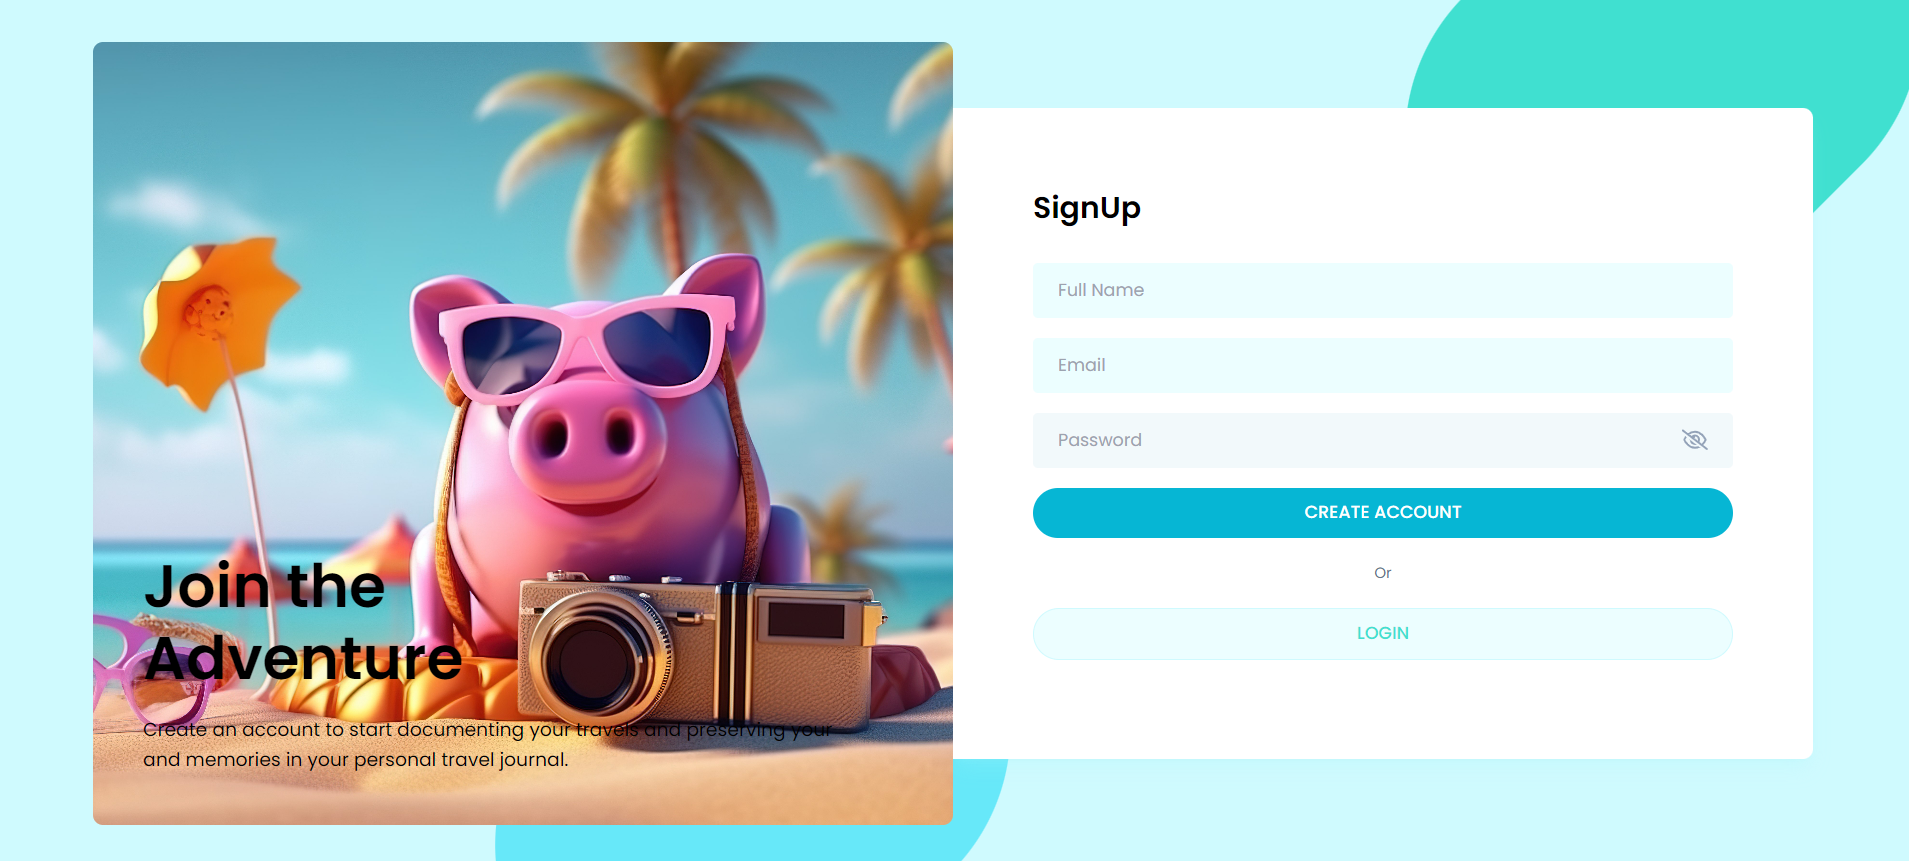 Join the
Adventure
Create an account to start documenting your travels and preserving your
and memories in your personal travel journal.
SignUp
Full Name
Email
Password
CREATE ACCOUNT
Or
LOGIN